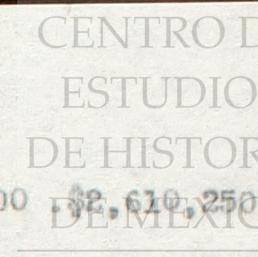 CENTRO D
ESTUDIO
DE HISTOR
00 .$2,610,250
DE MEXIC